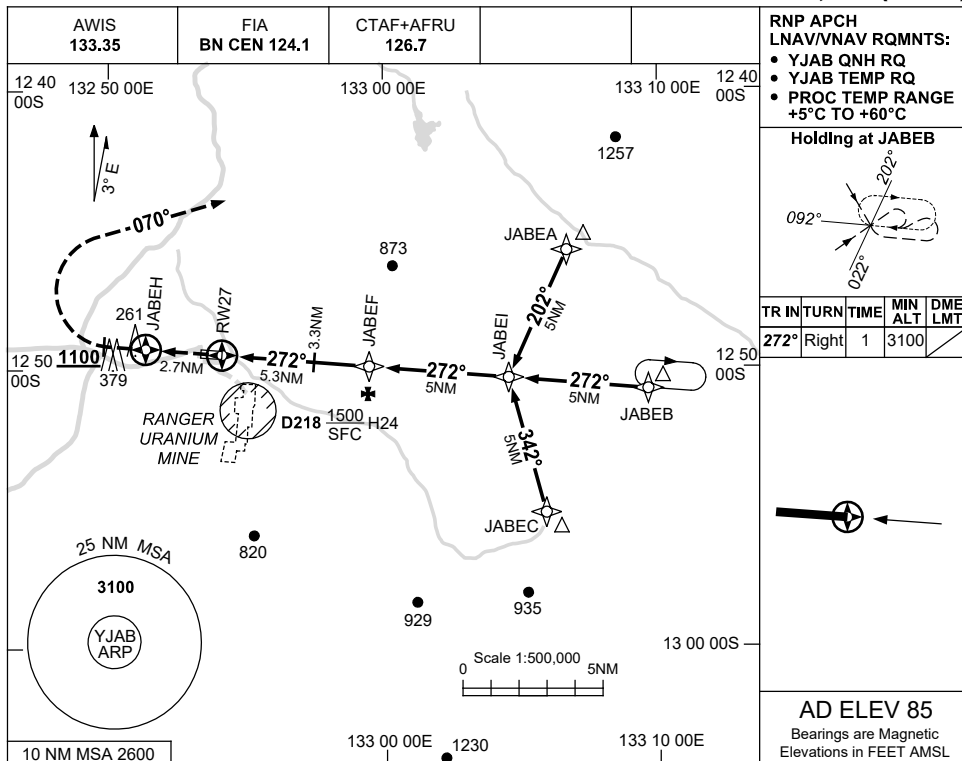 AWIS
133.35
FIA
BN CEN 124.1
CTAF+AFRU
126.7
RNP APCH
LNAV/VNAV RQMNTS:
• YJAB QNH RQ
• YJAB TEMP RQ
• PROC TEMP RANGE
+5°C TO +60°C
12 40
00S
132 50 00E
133 00 00E
133 10 00E
12 40
00S
1257
3° E
Holding at JABEB
202°
092°
022°
070°
JABEA
873
202°
5NM
TR IN
TURN
TIME
MIN
ALT
DME
LMT
272°
Right
1
3100
261
JABEH
RW27
3.3NM
JABEF
JABEI
12 50
00S
1100
379
2.7NM
272°
5.3NM
272°
5NM
272°
5NM
JABEB
12 50
00S
RANGER
URANIUM
MINE
D218
1500
SFC
H24
342°
5NM
JABEC
820
25 NM MSA
3100
YJAB
ARP
929
935
13 00 00S
Scale 1:500,000
0
5NM
AD ELEV 85
Bearings are Magnetic
Elevations in FEET AMSL
10 NM MSA 2600
133 00 00E
1230
133 10 00E